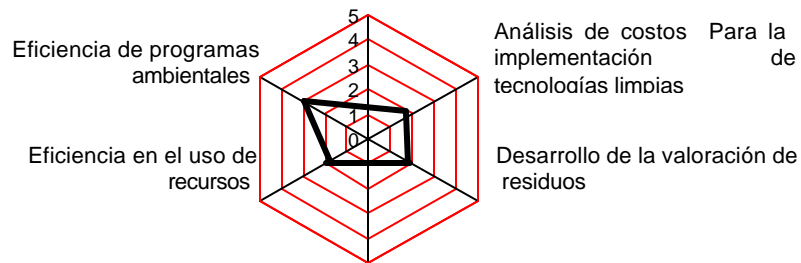 5
4
3
2
1
0
Eficiencia de programas
ambientales
Análisis de costos Para la
implementación de
tecnologías limpias
Eficiencia en el uso de
recursos
Desarrollo de la valoración de
residuos